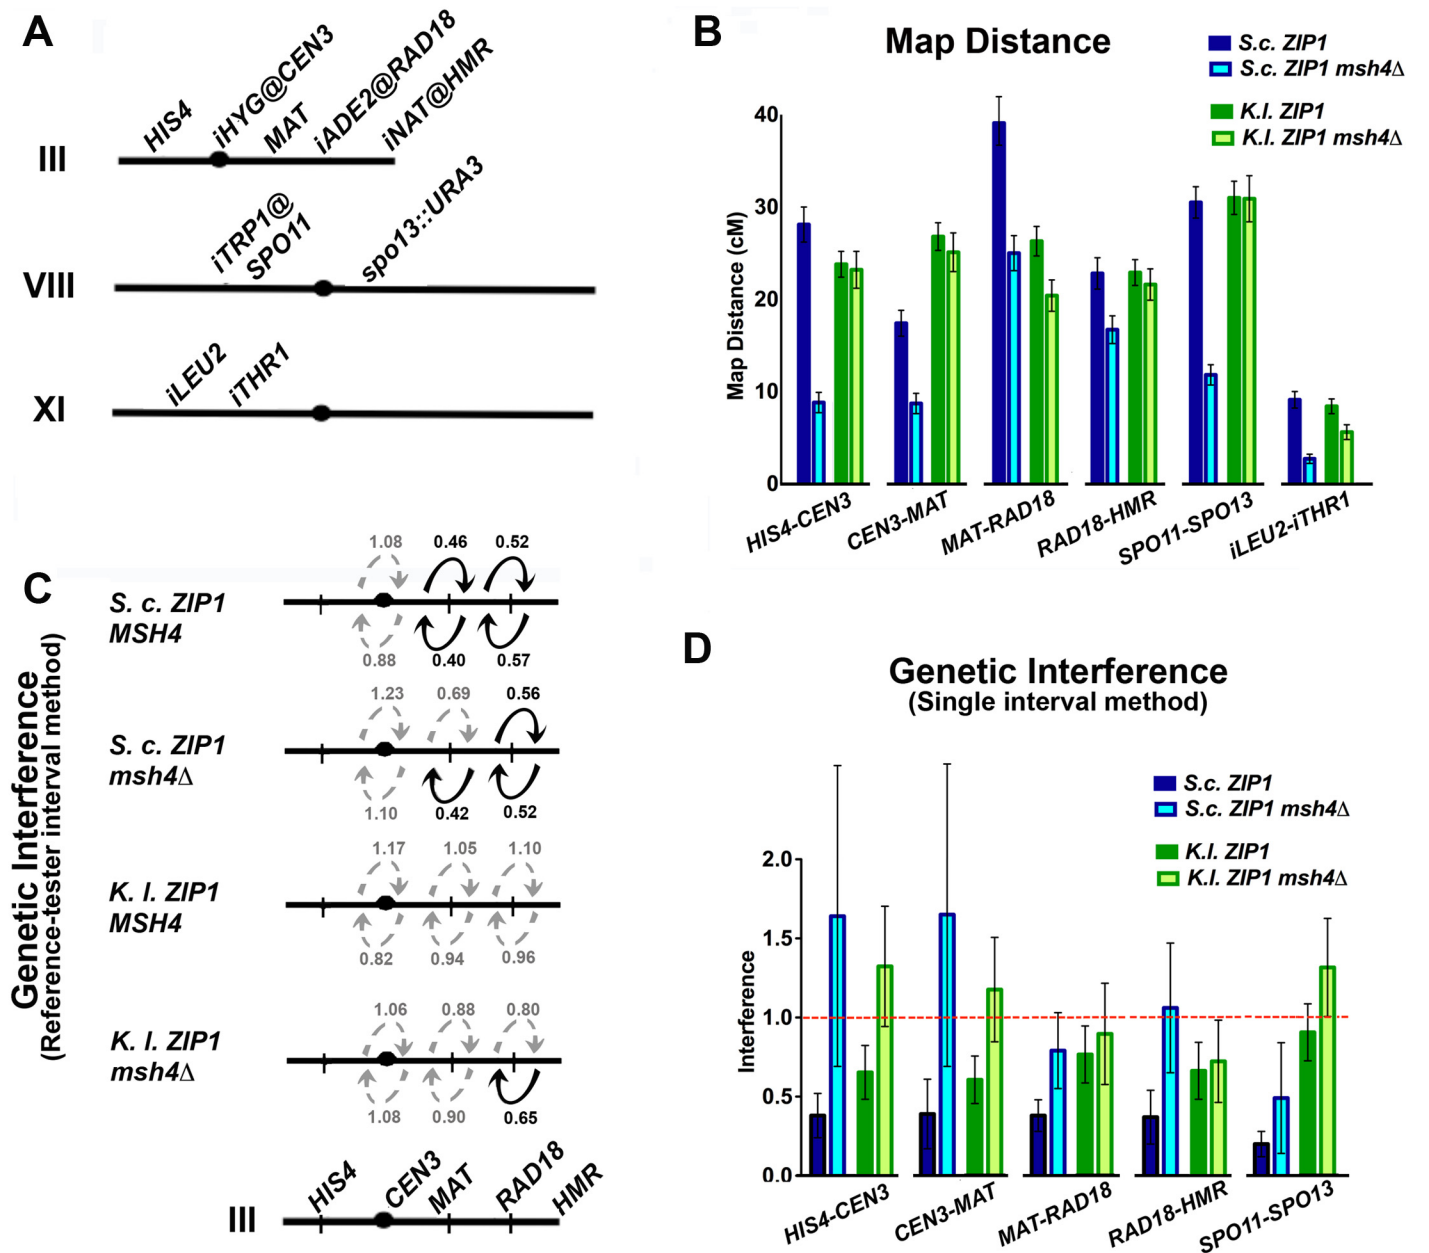 A
HIS4
iHYG@CEN3
MAT
iADE2@RAD18
iNAT@HMR
III
iTRP1@
SPO11
spo13::URA3
VIII
iLEU2
iTHR1
XI
B
Map Distance
S.c. ZIP1
S.c. ZIP1 msh4Δ
K.l. ZIP1
K.l. ZIP1 msh4Δ
Map Distance (cM)
40
30
20
10
0
HIS4-CEN3
CEN3-MAT
MAT-RAD18
RAD18-HMR
SPO11-SPO13
iLEU2-iTHR1
C
Genetic Interference
(Reference-tester interval method)
1.08 0.46 0.52
S. c. ZIP1
MSH4
0.88 0.40 0.57
1.23 0.69 0.56
S. c. ZIP1
msh4Δ
1.10 0.42 0.52
1.17 1.05 1.10
K. l. ZIP1
MSH4
0.82 0.94 0.96
1.06 0.88 0.80
K. l. ZIP1
msh4Δ
1.08 0.90 0.65
HIS4
CEN3
MAT
RAD18
HMR
III
D
Genetic Interference
(Single interval method)
S.c. ZIP1
S.c. ZIP1 msh4Δ
K.l. ZIP1
K.l. ZIP1 msh4Δ
Interference
2.0
1.5
1.0
0.5
0.0
HIS4-CEN3
CEN3-MAT
MAT-RAD18
RAD18-HMR
SPO11-SPO13